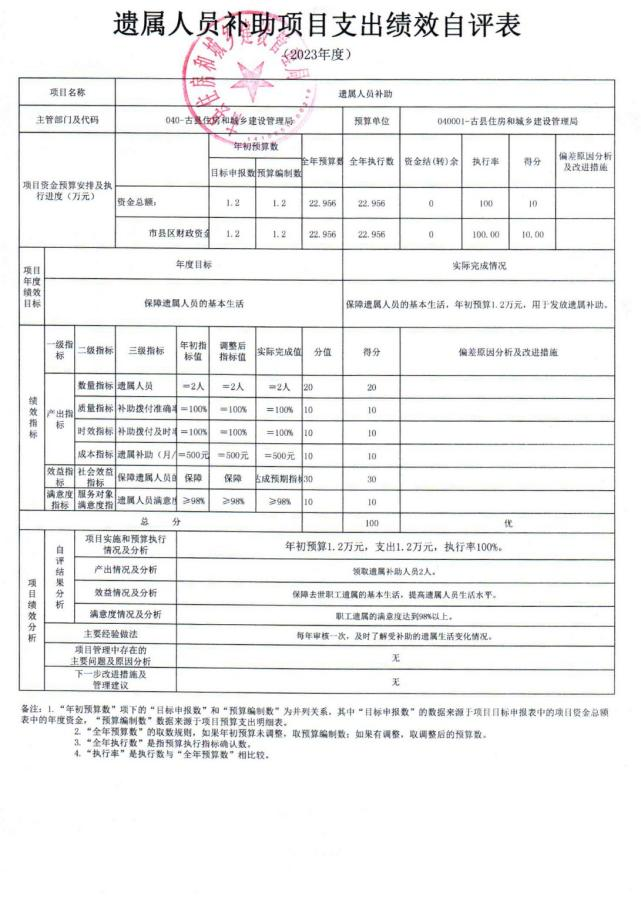 遗属人员补助项目支出绩效自评表
（2023年度）
项目名称 遗属人员补助
主管部门及代码 040-古县住房和城乡建设管理局 预算单位 040001-古县住房和城乡建设管理局
项目资金预算安排及执行进度（万元）
年初预算数 全年预算数 全年执行数 资金结(转)余 执行率 得分 偏差原因分析及改进措施
目标申报数 预算编制数
资金总额： 1.2 1.2 22.956 22.956 0 100 10
市县区财政资金 1.2 1.2 22.956 22.956 0 100.00 10.00
项目年度绩效目标
年度目标 实际完成情况
保障遗属人员的基本生活 保障遗属人员的基本生活，年初预算1.2万元，用于发放遗属补助。
绩效指标
一级指标 二级指标 三级指标 年初指标值 调整后指标值 实际完成值 分值 得分 偏差原因分析及改进措施
产出指标 数量指标 遗属人员 ＝2人 ＝2人 ＝2人 20 20
质量指标 补助拨付准确率 ＝100% ＝100% ＝100% 10 10
时效指标 补助拨付及时率 ＝100% ＝100% ＝100% 10 10
成本指标 遗属补助（月/ ＝500元 ＝500元 ＝500元 10 10
效益指标 社会效益指标 保障遗属人员的 保障 保障 达成预期指标 30 30
满意度指标 服务对象满意度指 遗属人员满意度 ≥98% ≥98% ≥98% 10 10
总 分 100 优
项目绩效分析
自评结果分析
项目实施和预算执行情况及分析 年初预算1.2万元，支出1.2万元，执行率100%。
产出情况及分析 领取遗属补助人员2人。
效益情况及分析 保障去世职工遗属的基本生活，提高遗属人员生活水平。
满意度情况及分析 职工遗属的满意度达到98%以上。
主要经验做法 每年审核一次，及时了解受补助的遗属生活变化情况。
项目管理中存在的主要问题及原因分析 无
下一步改进措施及管理建议 无
备注：1.“年初预算数”项下的“目标申报数”和“预算编制数”为并列关系，其中“目标申报数”的数据来源于项目目标申报表中的项目资金总额
表中的年度资金，“预算编制数”数据来源于项目预算支出明细表。
2.“全年预算数”的取数规则，如果年初预算未调整，取预算编制数；如果有调整，取调整后的预算数。
3.“全年执行数”是指预算执行指标确认数。
4.“执行率”是执行数与“全年预算数”相比较。